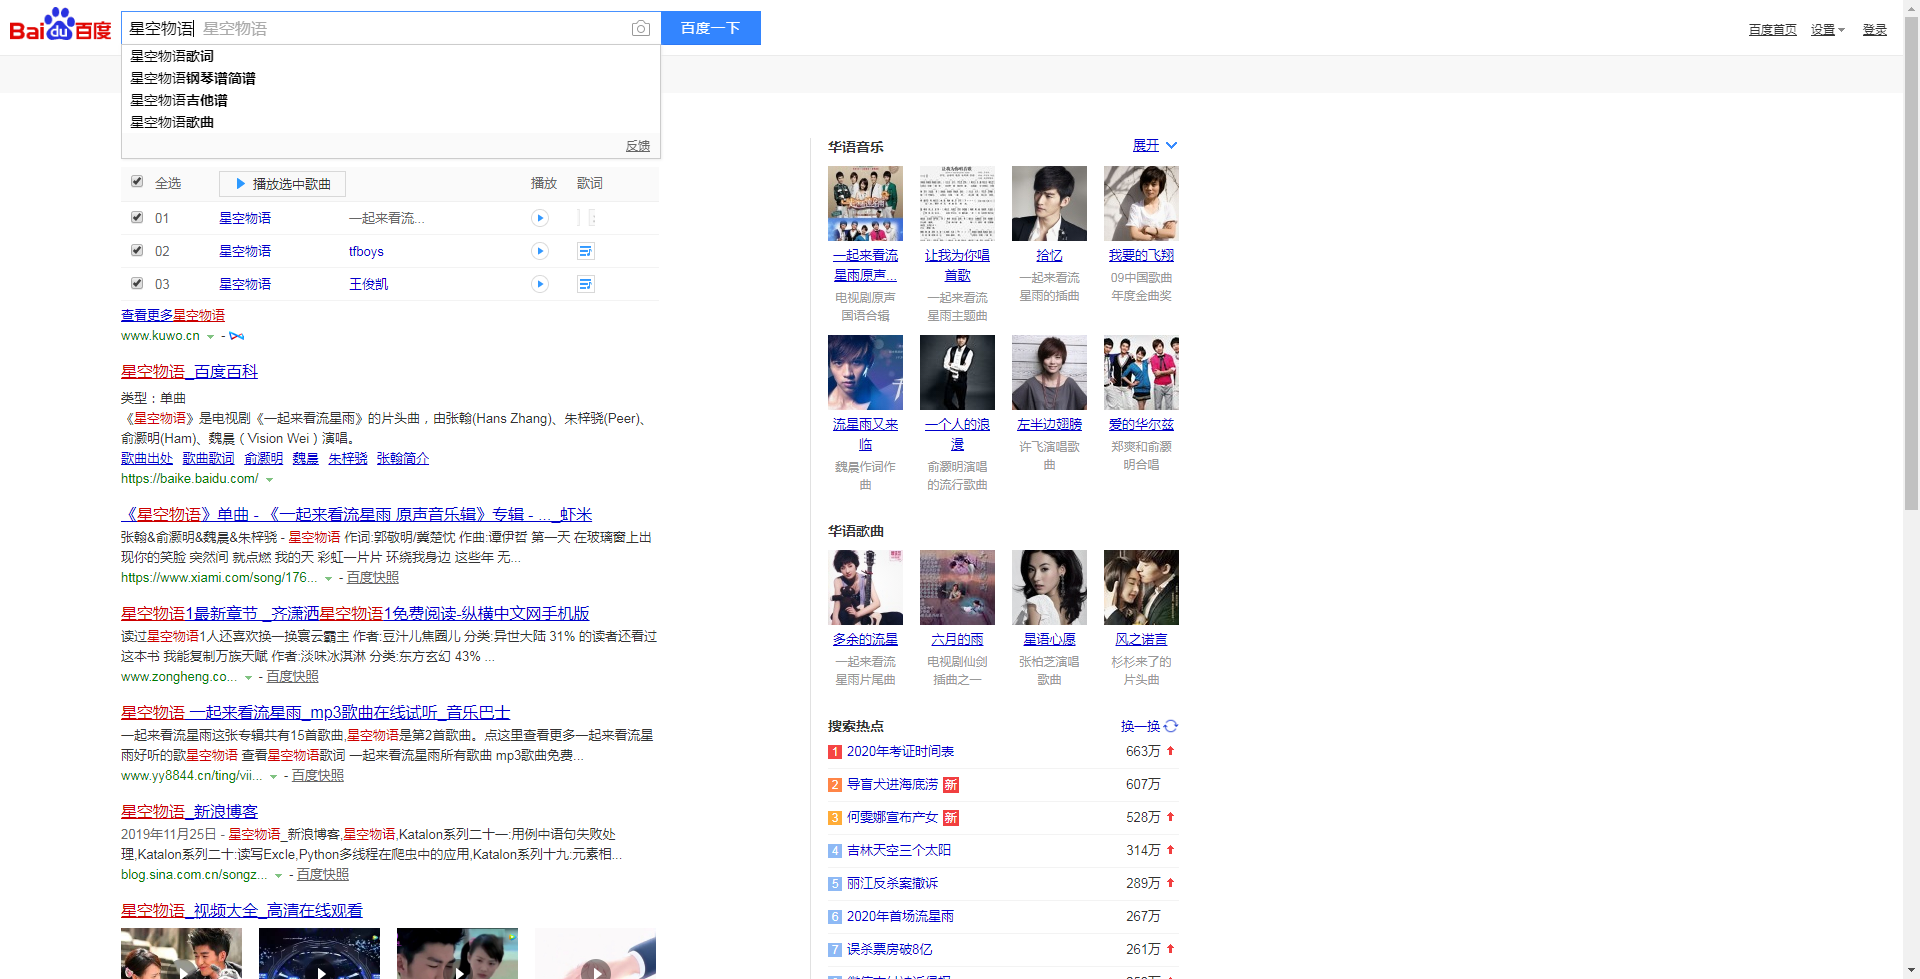 Bai du 百度
星空物语 星空物语
百度一下
百度首页 设置 登录
星空物语歌词
星空物语钢琴谱简谱
星空物语吉他谱
星空物语歌曲
反馈
全选 播放选中歌曲 播放 歌词
01 星空物语 一起来看流...
02 星空物语 tfboys
03 星空物语 王俊凯
查看更多星空物语
www.kuwo.cn -
星空物语_百度百科
类型：单曲
《星空物语》是电视剧《一起来看流星雨》的片头曲，由张翰(Hans Zhang)、朱梓骁(Peer)、
俞灏明(Ham)、魏晨（Vision Wei）演唱。
歌曲出处 歌曲歌词 俞灏明 魏晨 朱梓骁 张翰简介
https://baike.baidu.com/
《星空物语》单曲 - 《一起来看流星雨 原声音乐辑》专辑 - ..._虾米
张翰&俞灏明&魏晨&朱梓骁 - 星空物语 作词:郭敬明/冀楚忱 作曲:谭伊哲 第一天 在玻璃窗上出
现你的笑脸 突然间 就点燃 我的天 彩虹一片片 环绕我身边 这些年 无...
https://www.xiami.com/song/176... - 百度快照
星空物语1最新章节 _齐潇洒星空物语1免费阅读-纵横中文网手机版
读过星空物语1人还喜欢换一换寰云霸主 作者:豆汁儿焦圈儿 分类:异世大陆 31% 的读者还看过
这本书 我能复制万族天赋 作者:淡味冰淇淋 分类:东方玄幻 43% ...
www.zongheng.co... - 百度快照
星空物语 一起来看流星雨_mp3歌曲在线试听_音乐巴士
一起来看流星雨这张专辑共有15首歌曲,星空物语是第2首歌曲。点这里查看更多一起来看流星
雨好听的歌星空物语 查看星空物语歌词 一起来看流星雨所有歌曲 mp3歌曲免费...
www.yy8844.cn/ting/vii... - 百度快照
星空物语_新浪博客
2019年11月25日 - 星空物语_新浪博客,星空物语,Katalon系列二十一:用例中语句失败处
理,Katalon系列二十:读写Excle,Python多线程在爬虫中的应用,Katalon系列十九:元素相...
blog.sina.com.cn/songz... - 百度快照
星空物语_视频大全_高清在线观看
华语音乐 展开
一起来看流
星雨原声...
电视剧原声
国语合辑
让我为你唱
首歌
一起来看流
星雨主题曲
拾忆
一起来看流
星雨的插曲
我要的飞翔
09中国歌曲
年度金曲奖
流星雨又来
临
魏晨作词作
曲
一个人的浪
漫
俞灏明演唱
的流行歌曲
左半边翅膀
许飞演唱歌
曲
爱的华尔兹
郑爽和俞灏
明合唱
华语歌曲
多余的流星
一起来看流
星雨片尾曲
六月的雨
电视剧仙剑
插曲之一
星语心愿
张柏芝演唱
歌曲
风之诺言
杉杉来了的
片头曲
搜索热点 换一换
1 2020年考证时间表 663万
2 导盲犬进海底涝 新 607万
3 何雯娜宣布产女 新 528万
4 吉林天空三个太阳 314万
5 丽江反杀案撤诉 289万
6 2020年首场流星雨 267万
7 误杀票房破8亿 261万